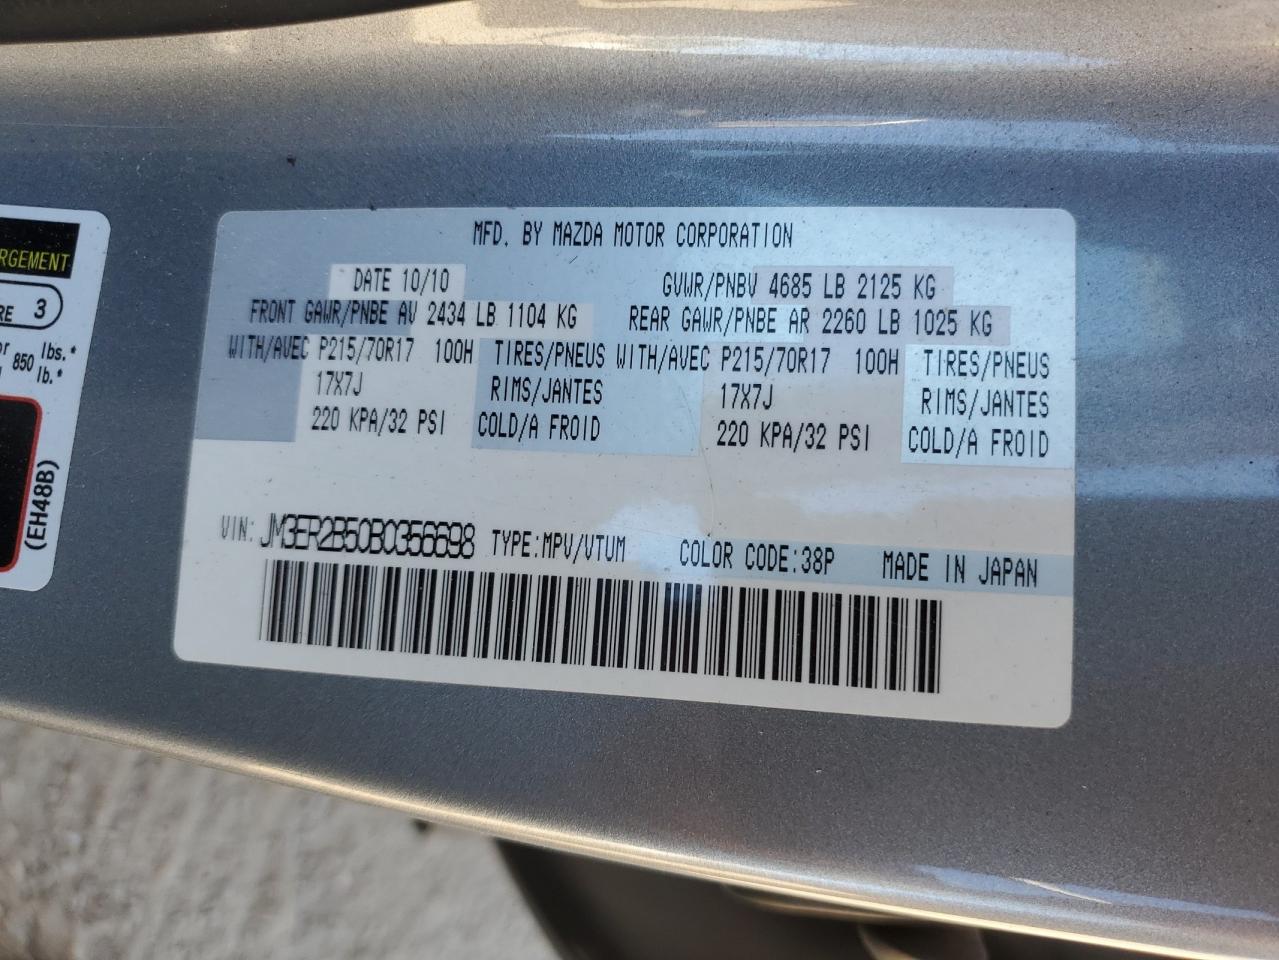 RGEMENT
RE 3
or 850 lbs.*
lb.*
(EH48B)
MFD. BY MAZDA MOTOR CORPORATION
DATE 10/10 GVWR/PNBV 4685 LB 2125 KG
FRONT GAWR/PNBE AV 2434 LB 1104 KG REAR GAWR/PNBE AR 2260 LB 1025 KG
WITH/AVEC P215/70R17 100H TIRES/PNEUS WITH/AVEC P215/70R17 100H TIRES/PNEUS
17X7J RIMS/JANTES 17X7J RIMS/JANTES
220 KPA/32 PSI COLD/A FROID 220 KPA/32 PSI COLD/A FROID
VIN: JM3ER2B50B0356698 TYPE:MPV/VTUM COLOR CODE:38P MADE IN JAPAN